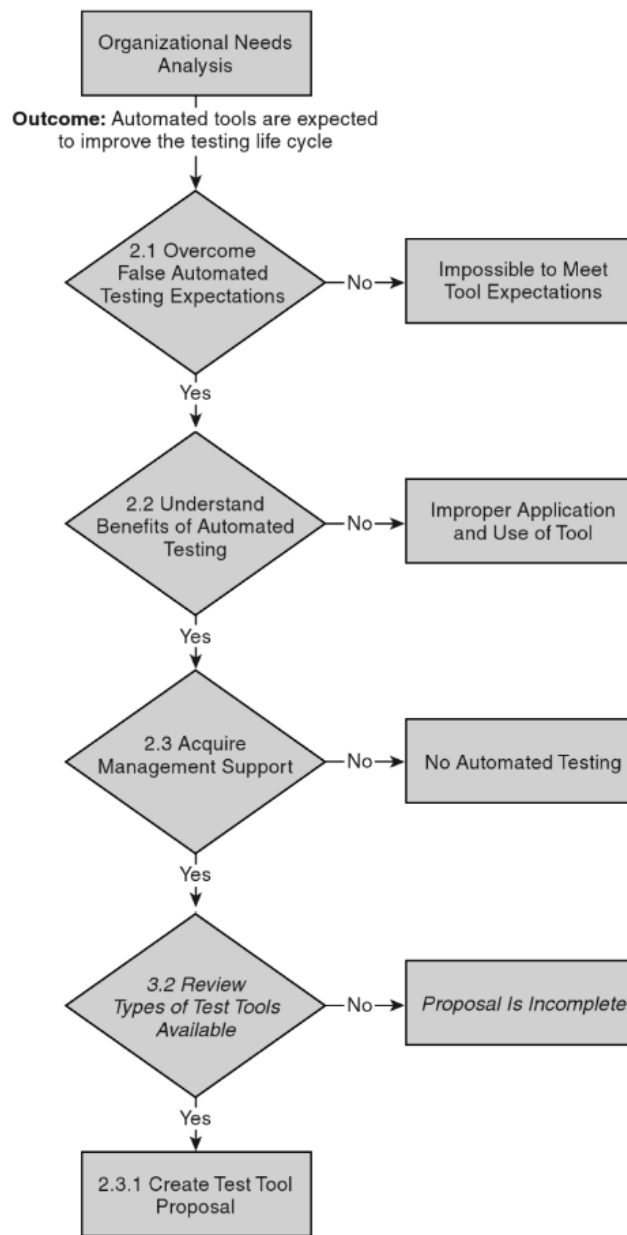 Organizational Needs
Analysis
Outcome: Automated tools are expected
to improve the testing life cycle
2.1 Overcome
False Automated
Testing Expectations
No
Impossible to Meet
Tool Expectations
Yes
2.2 Understand
Benefits of Automated
Testing
No
Improper Application
and Use of Tool
Yes
2.3 Acquire
Management Support
No
No Automated Testing
Yes
3.2 Review
Types of Test Tools
Available
No
Proposal Is Incomplete
Yes
2.3.1 Create Test Tool
Proposal